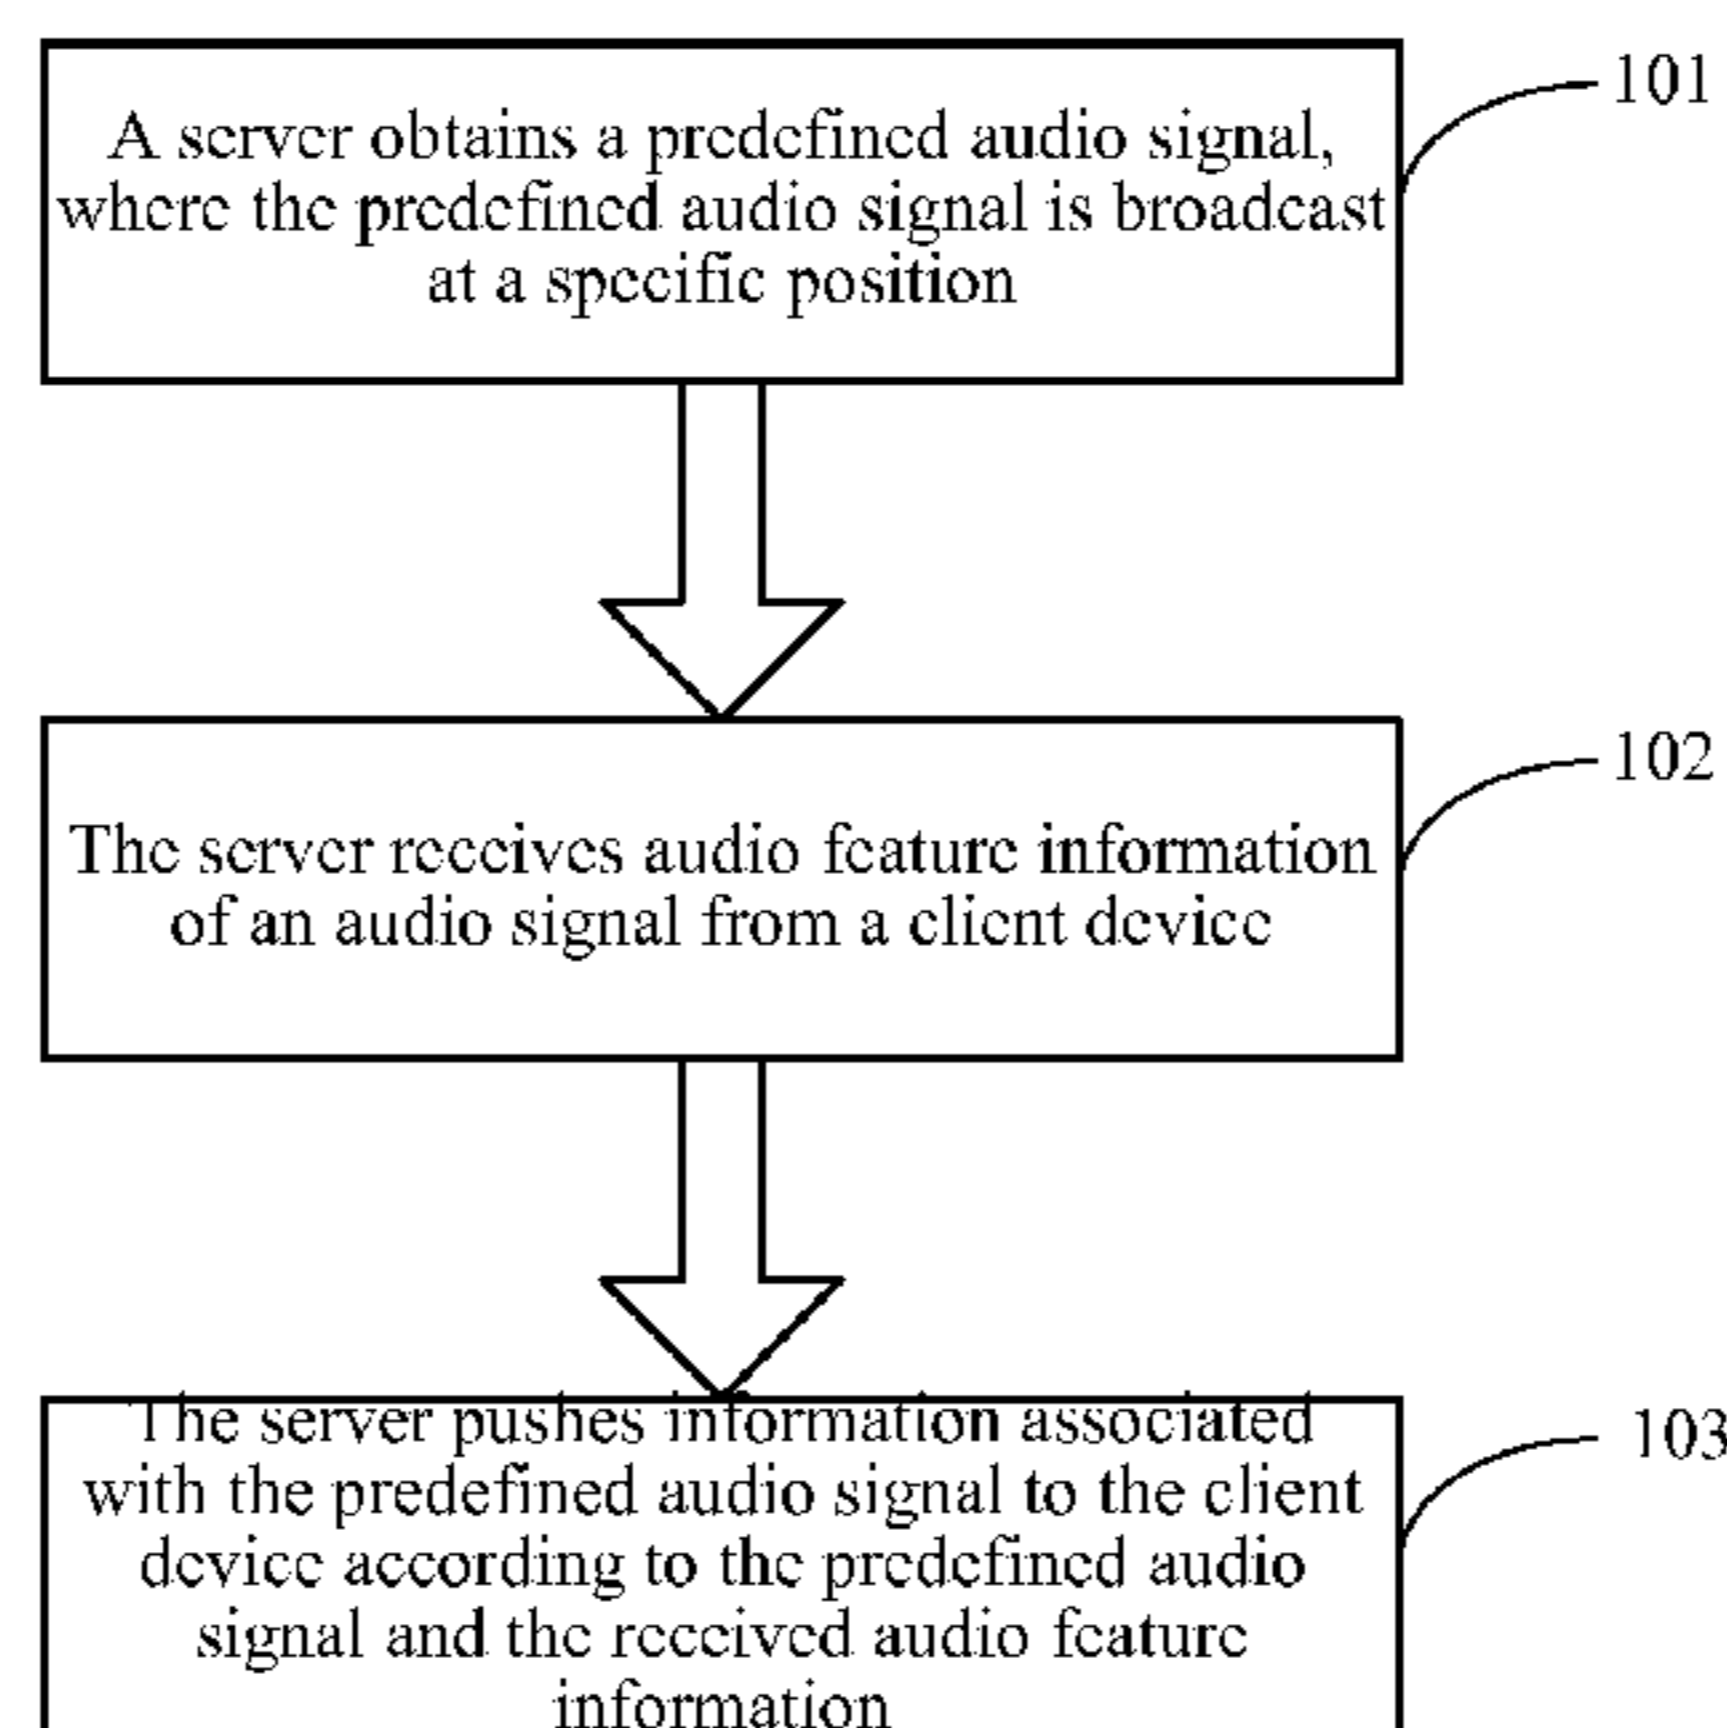 A server obtains a predefined audio signal,
where the predefined audio signal is broadcast
at a specific position
101
The server receives audio feature information
of an audio signal from a client device
102
The server pushes information associated
with the predefined audio signal to the client
device according to the predefined audio
signal and the received audio feature
information
103